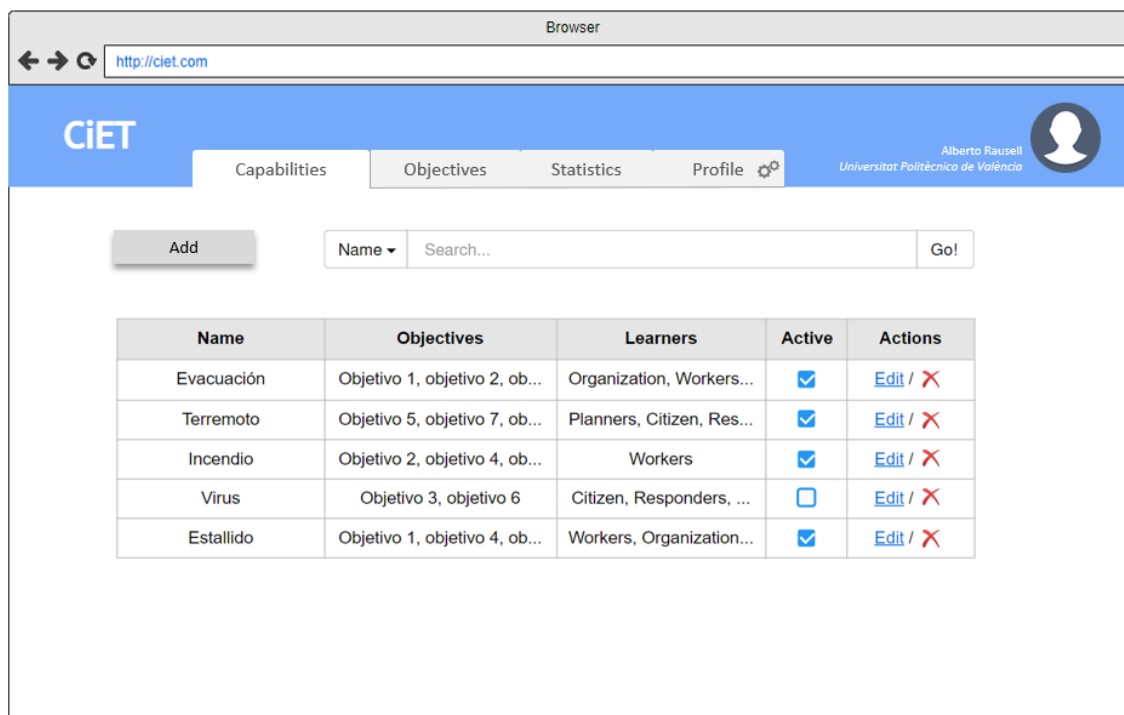 Browser
http://ciet.com
CiET
Capabilities Objectives Statistics Profile
Alberto Rausell
Universitat Politècnica de València
Add Name Search... Go!
Name Objectives Learners Active Actions
Evacuación Objetivo 1, objetivo 2, ob... Organization, Workers... Edit /
Terremoto Objetivo 5, objetivo 7, ob... Planners, Citizen, Res... Edit /
Incendio Objetivo 2, objetivo 4, ob... Workers Edit /
Virus Objetivo 3, objetivo 6 Citizen, Responders, ... Edit /
Estallido Objetivo 1, objetivo 4, ob... Workers, Organization... Edit /